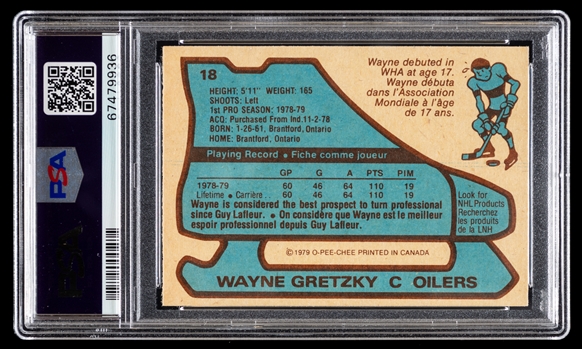 67479936
PSA
18
HEIGHT: 5'11" WEIGHT: 165
SHOOTS: Left
1st PRO SEASON: 1978-79
ACQ: Purchased From Ind. 11-2-78
BORN: 1-26-61, Brantford, Ontario
HOME: Brantford, Ontario
Wayne debuted in
WHA at age 17.
Wayne débuta
dans l'Association
Mondiale à l'âge
de 17 ans.
Playing Record • Fiche comme joueur
GP G A PTS PIM
1978-79 60 46 64 110 19
Lifetime • Carrière 60 46 64 110 19
Wayne is considered the best prospect to turn professional
since Guy Lafleur. • On considère que Wayne est le meilleur
espoir professionnel depuis Guy Lafleur.
Look for
NHL Products
Recherchez
les produits
de la LNH
© 1979 O-PEE-CHEE PRINTED IN CANADA
WAYNE GRETZKY C OILERS